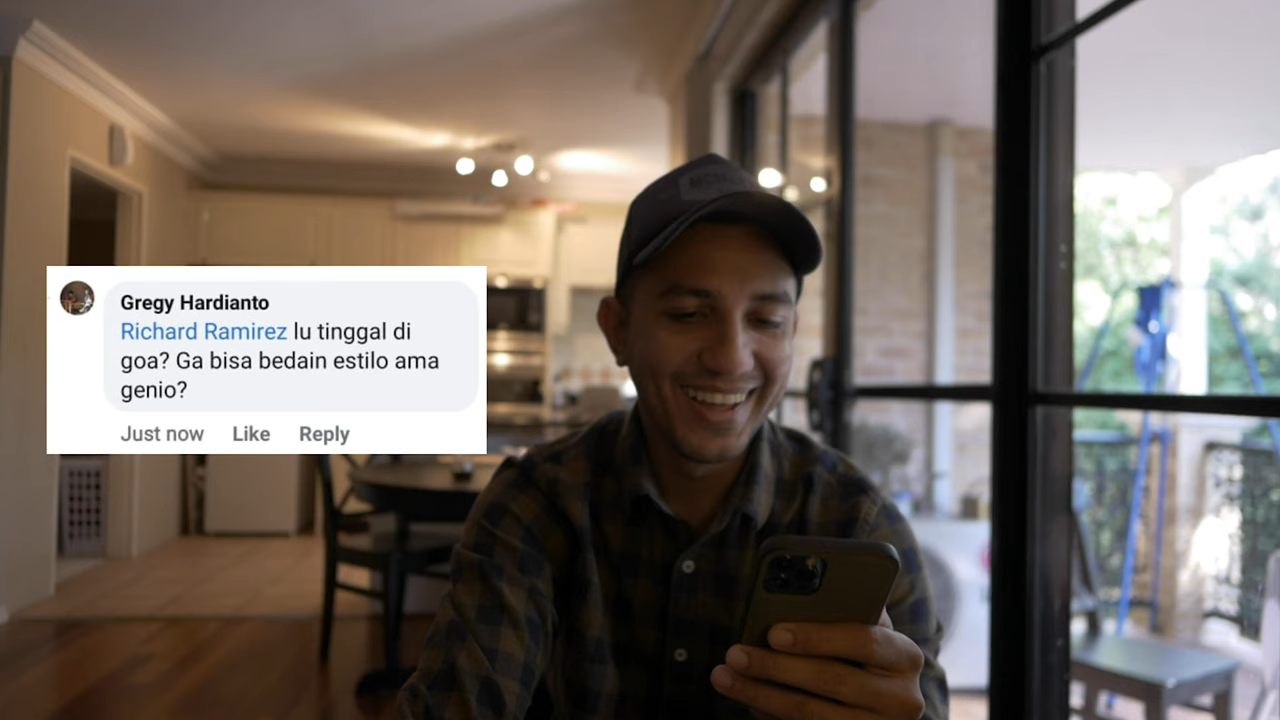 Gregy Hardianto
Richard Ramirez lu tinggal di
goa? Ga bisa bedain estilo ama
genio?
Just now Like Reply